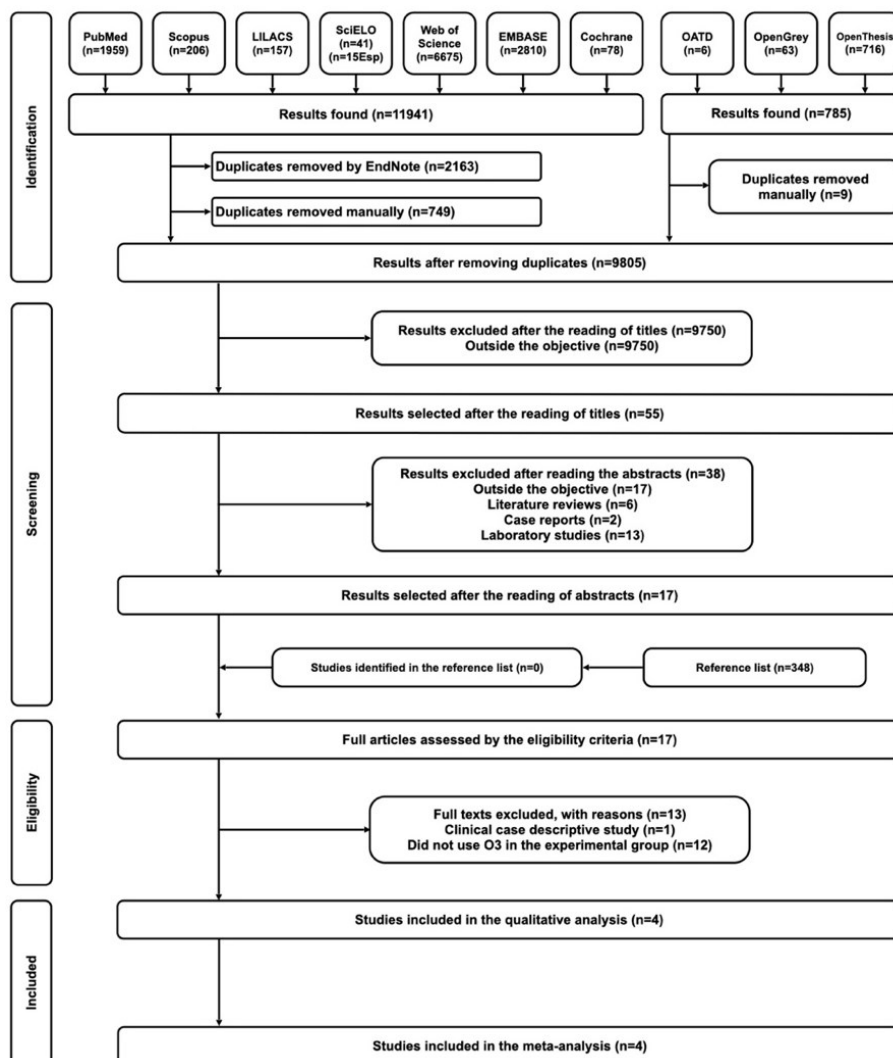 PubMed
(n=1959)
Scopus
(n=206)
LILACS
(n=157)
SciELO
(n=41)
(n=15Esp)
Web of
Science
(n=6675)
EMBASE
(n=2810)
Cochrane
(n=78)
OATD
(n=6)
OpenGrey
(n=63)
OpenThesis
(n=716)
Identification
Results found (n=11941)
Results found (n=785)
Duplicates removed by EndNote (n=2163)
Duplicates removed manually (n=749)
Duplicates removed
manually (n=9)
Results after removing duplicates (n=9805)
Screening
Results excluded after the reading of titles (n=9750)
Outside the objective (n=9750)
Results selected after the reading of titles (n=55)
Results excluded after reading the abstracts (n=38)
Outside the objective (n=17)
Literature reviews (n=6)
Case reports (n=2)
Laboratory studies (n=13)
Results selected after the reading of abstracts (n=17)
Studies identified in the reference list (n=0)
Reference list (n=348)
Eligibility
Full articles assessed by the eligibility criteria (n=17)
Full texts excluded, with reasons (n=13)
Clinical case descriptive study (n=1)
Did not use O3 in the experimental group (n=12)
Included
Studies included in the qualitative analysis (n=4)
Studies included in the meta-analysis (n=4)